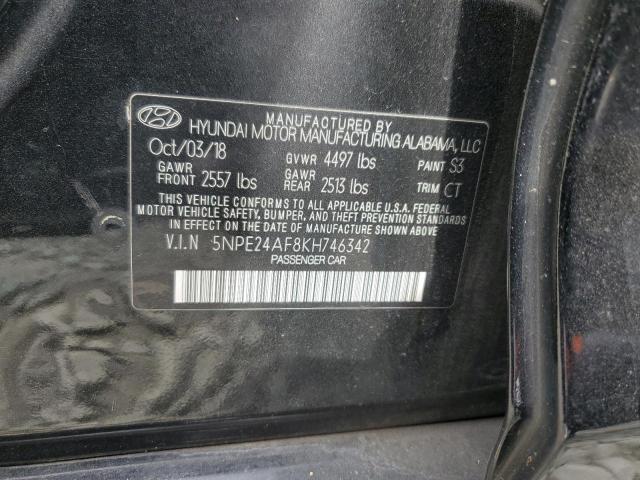 MANUFACTURED BY
HYUNDAI MOTOR MANUFACTURING ALABAMA, LLC
Oct/03/18 GVWR 4497 lbs PAINT S3
GAWR FRONT 2557 lbs GAWR REAR 2513 lbs TRIM CT
THIS VEHICLE CONFORMS TO ALL APPLICABLE U.S.A. FEDERAL
MOTOR VEHICLE SAFETY, BUMPER, AND THEFT PREVENTION STANDARDS
IN EFFECT ON THE DATE OF MANUFACTURE SHOWN ABOVE.
V.I.N 5NPE24AF8KH746342
PASSENGER CAR